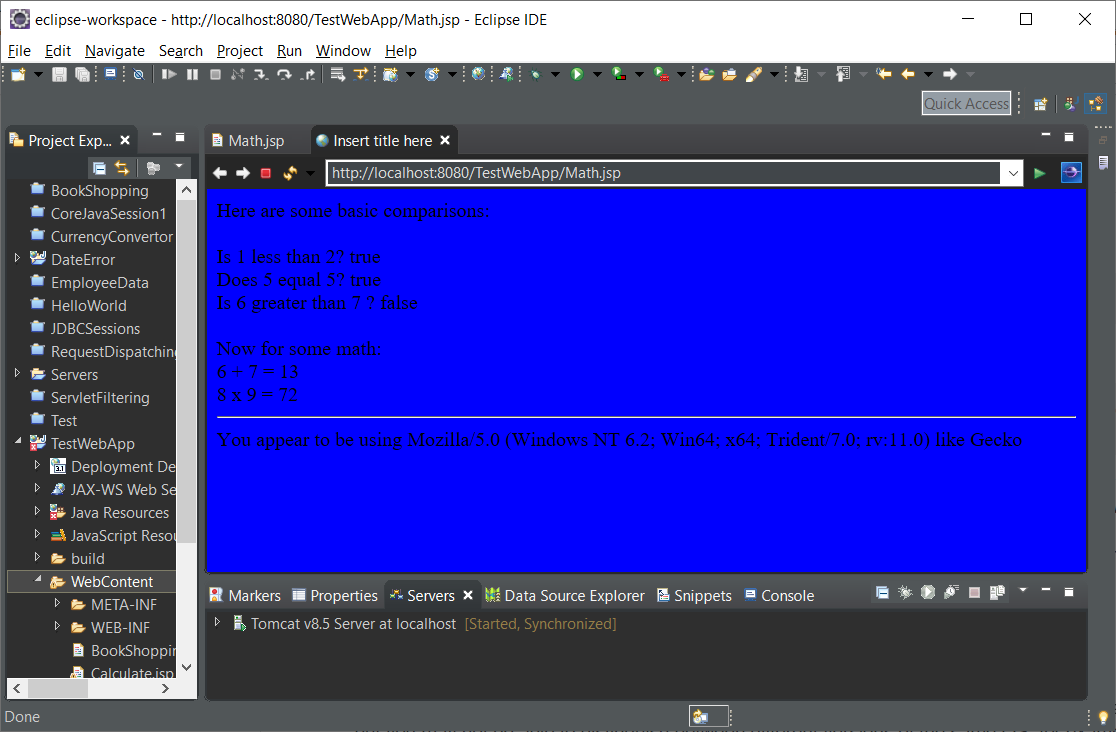 eclipse-workspace - http://localhost:8080/TestWebApp/Math.jsp - Eclipse IDE
File Edit Navigate Search Project Run Window Help
Quick Access
Project Exp...
Math.jsp
Insert title here
http://localhost:8080/TestWebApp/Math.jsp
BookShopping
CoreJavaSession1
CurrencyConvertor
DateError
EmployeeData
HelloWorld
JDBCSessions
RequestDispatching
Servers
ServletFiltering
Test
TestWebApp
Deployment De
JAX-WS Web Se
Java Resources
JavaScript Resou
build
WebContent
META-INF
WEB-INF
BookShoppin
Calculate.jsp
Here are some basic comparisons:
Is 1 less than 2? true
Does 5 equal 5? true
Is 6 greater than 7 ? false
Now for some math:
6 + 7 = 13
8 x 9 = 72
You appear to be using Mozilla/5.0 (Windows NT 6.2; Win64; x64; Trident/7.0; rv:11.0) like Gecko
Markers Properties Servers Data Source Explorer Snippets Console
Tomcat v8.5 Server at localhost [Started, Synchronized]
Done